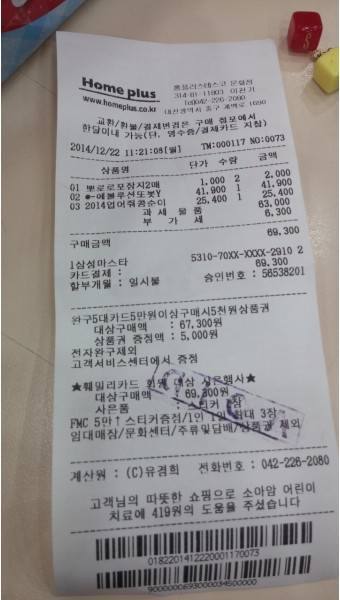 Home plus
www.homeplus.co.kr
홈플러스테스코 문화점
Tel042-226-2080
대전광역시 중구 계백로 1690
교환/환불/결제변경은 구매 점포에서
한달이내 가능(단, 영수증/결제카드 지참)
2014/12/22 11:21:08[월] TM:000117 NO:0073
상품명 단가 수량 금액
01 뽀로로포장지2매 1,000 2 2,000
02 *-에볼루션또봇Y 41,900 1 41,900
03 2014업어줘콩순이 25,400 1 25,400
과 세 물 품 63,000
부 가 세 6,300
구매금액 69,300
1삼성마스타 5310-70XX-XXXX-2910 2
카드결제 : 69,300
할부개월 : 일시불 승인번호 : 56538201
완구5대카드5만원이상구매시5천원상품권
대상구매액 : 67,300원
상품권 증정액 : 5,000원
전자완구제외
고객서비스센터에서 증정
★훼밀리카드 회원 대상 사은행사★
대상구매액 : 69,300원
사은품 : 스티커 1장
FMC 5만↑스티커증정/1인 1일 최대 3장
임대매장/문화센터/주류및담배/상품권 제외
계산원 : (C)유경희 전화번호 : 042-226-2080
고객님의 따뜻한 쇼핑으로 소아암 어린이
치료에 419원의 도움을 주셨습니다
0182201412220001170073
900000069300034500000